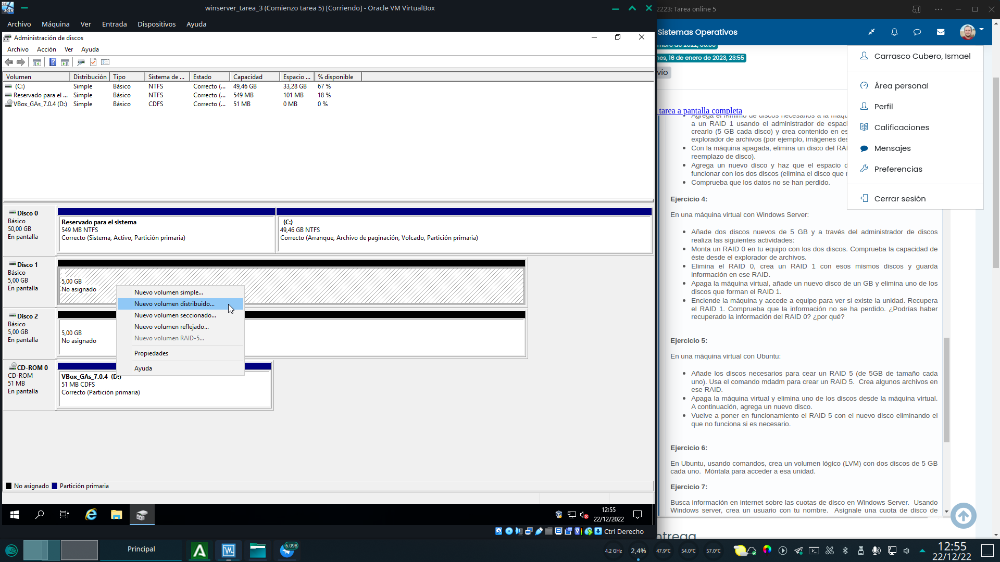 winserver_tarea_3 (Comienzo tarea 5) [Corriendo] - Oracle VM VirtualBox
Archivo Máquina Ver Entrada Dispositivos Ayuda
Administración de discos
Archivo Acción Ver Ayuda
Volumen Distribución Tipo Sistema de ... Estado Capacidad Espacio ... % disponible
(C:) Simple Básico NTFS Correcto (... 49,46 GB 33,28 GB 67 %
Reservado para el ... Simple Básico NTFS Correcto (... 549 MB 101 MB 18 %
VBox_GAs_7.0.4 (D:) Simple Básico CDFS Correcto (... 51 MB 0 MB 0 %
Disco 0
Básico
50,00 GB
En pantalla
Reservado para el sistema
549 MB NTFS
Correcto (Sistema, Activo, Partición primaria)
(C:)
49,46 GB NTFS
Correcto (Arranque, Archivo de paginación, Volcado, Partición primaria)
Disco 1
Básico
5,00 GB
En pantalla
5,00 GB
No asignado
Nuevo volumen simple...
Nuevo volumen distribuido...
Nuevo volumen seccionado...
Nuevo volumen reflejado...
Nuevo volumen RAID-5...
Propiedades
Ayuda
Disco 2
Básico
5,00 GB
En pantalla
5,00 GB
No asignado
CD-ROM 0
CD-ROM
51 MB
En pantalla
VBox_GAs_7.0.4 (D:)
51 MB CDFS
Correcto (Partición primaria)
No asignado Partición primaria
12:55
22/12/2022
Ctrl Derecho
2223: Tarea online 5
Sistemas Operativos
nes, 16 de enero de 2023, 23:55
vío
tarea a pantalla completa
Carrasco Cubero, Ismael
Área personal
Perfil
Calificaciones
Mensajes
Preferencias
Cerrar sesión
a un RAID 1 usando el administrador de espaci
crearlo (5 GB cada disco) y crea contenido en es
explorador de archivos (por ejemplo, imágenes des
Con la máquina apagada, elimina un disco del RAI
reemplazo de disco).
Agrega un nuevo disco y haz que el espacio d
funcionar con los dos discos (elimina el disco que
Comprueba que los datos no se han perdido.
Ejercicio 4:
En una máquina virtual con Windows Server:
Añade dos discos nuevos de 5 GB y a través del administrador de discos
realiza las siguientes actividades:
Monta un RAID 0 en tu equipo con los dos discos. Comprueba la capacidad de
éste desde el explorador de archivos.
Elimina el RAID 0, crea un RAID 1 con esos mismos discos y guarda
información en ese RAID.
Apaga la máquina virtual, añade un nuevo disco de un GB y elimina uno de los
discos que forman el RAID 1.
Enciende la máquina y accede a equipo para ver si existe la unidad. Recupera
el RAID 1. Comprueba que la información no se ha perdido. ¿Podrías haber
recuperado la información del RAID 0? ¿por qué?
Ejercicio 5:
En una máquina virtual con Ubuntu:
Añade los discos necesarios para cear un RAID 5 (de 5GB de tamaño cada
uno). Usa el comando mdadm para crear un RAID 5. Crea algunos archivos en
ese RAID.
Apaga la máquina virtual y elimina uno de los discos desde la máquina virtual.
A continuación, agrega un nuevo disco.
Vuelve a poner en funcionamiento el RAID 5 con el nuevo disco eliminando el
que no funciona si es necesario.
Ejercicio 6:
En Ubuntu, usando comandos, crea un volumen lógico (LVM) con dos discos de 5 GB
cada uno. Móntala para acceder a esa unidad.
Ejercicio 7:
Busca información en internet sobre las cuotas de disco en Windows Server. Usando
Windows server, crea un usuario con tu nombre. Asígnale una cuota de disco de
ntrega
Principal
6.098
4,2 GHz 2,4% 47,9°C 54,0°C 57,0°C
12:55
22/12/22